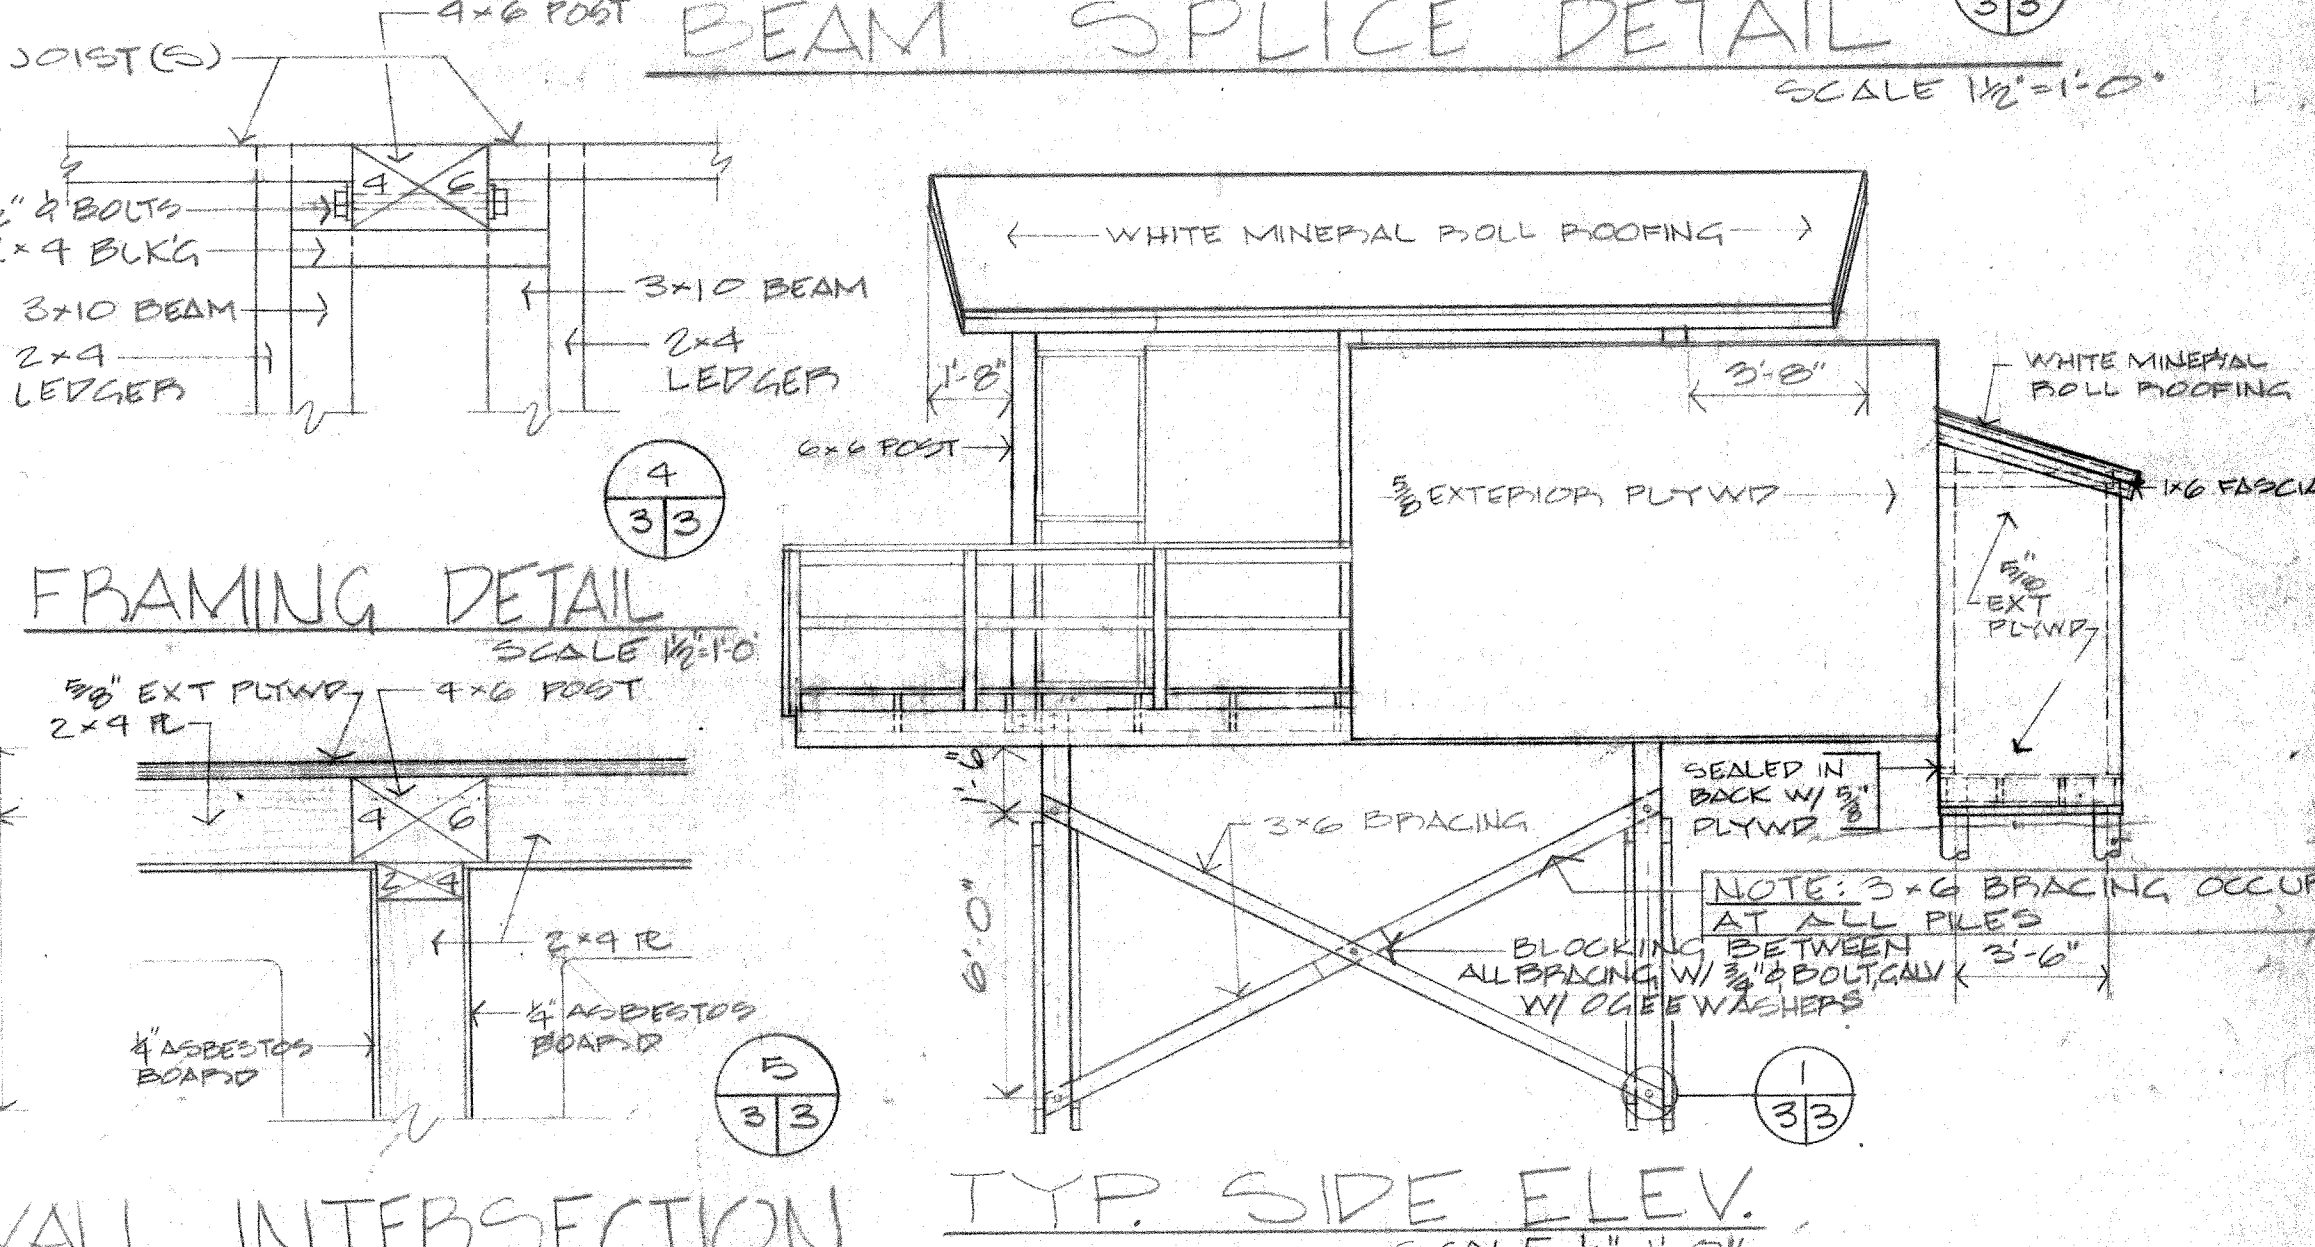 4×6 POST
JOIST(S)
BEAM SPLICE DETAIL
3 3
SCALE 1½"=1'-0"
4 6
" ϕ BOLTS
×4 BLK'G
3×10 BEAM
2×4
LEDGER
3×10 BEAM
2×4
LEDGER
4
3 3
FRAMING DETAIL
SCALE 1½"=1'-0"
5/8" EXT PLYWD
4×6 POST
2×4 PL
4 6
2 4
2×4 PL
¼" ASBESTOS
BOARD
¼" ASBESTOS
BOARD
5
3 3
WALL INTERSECTION
WHITE MINERAL ROLL ROOFING
1'-8"
3'-8"
WHITE MINERAL
ROLL ROOFING
6×6 POST
5/8 EXTERIOR PLYWD
1×6 FASCIA
EXT
PLYWD
1'-6"
SEALED IN
BACK W/ 5/8"
PLYWD
3×6 BRACING
6'-0"
NOTE: 3×6 BRACING OCCUR
AT ALL PILES
BLOCKING BETWEEN
ALL BRACING W/ ¾"ϕ BOLT, GALV
W/ OGEE WASHERS
3'-6"
1
3 3
TYP. SIDE ELEV.